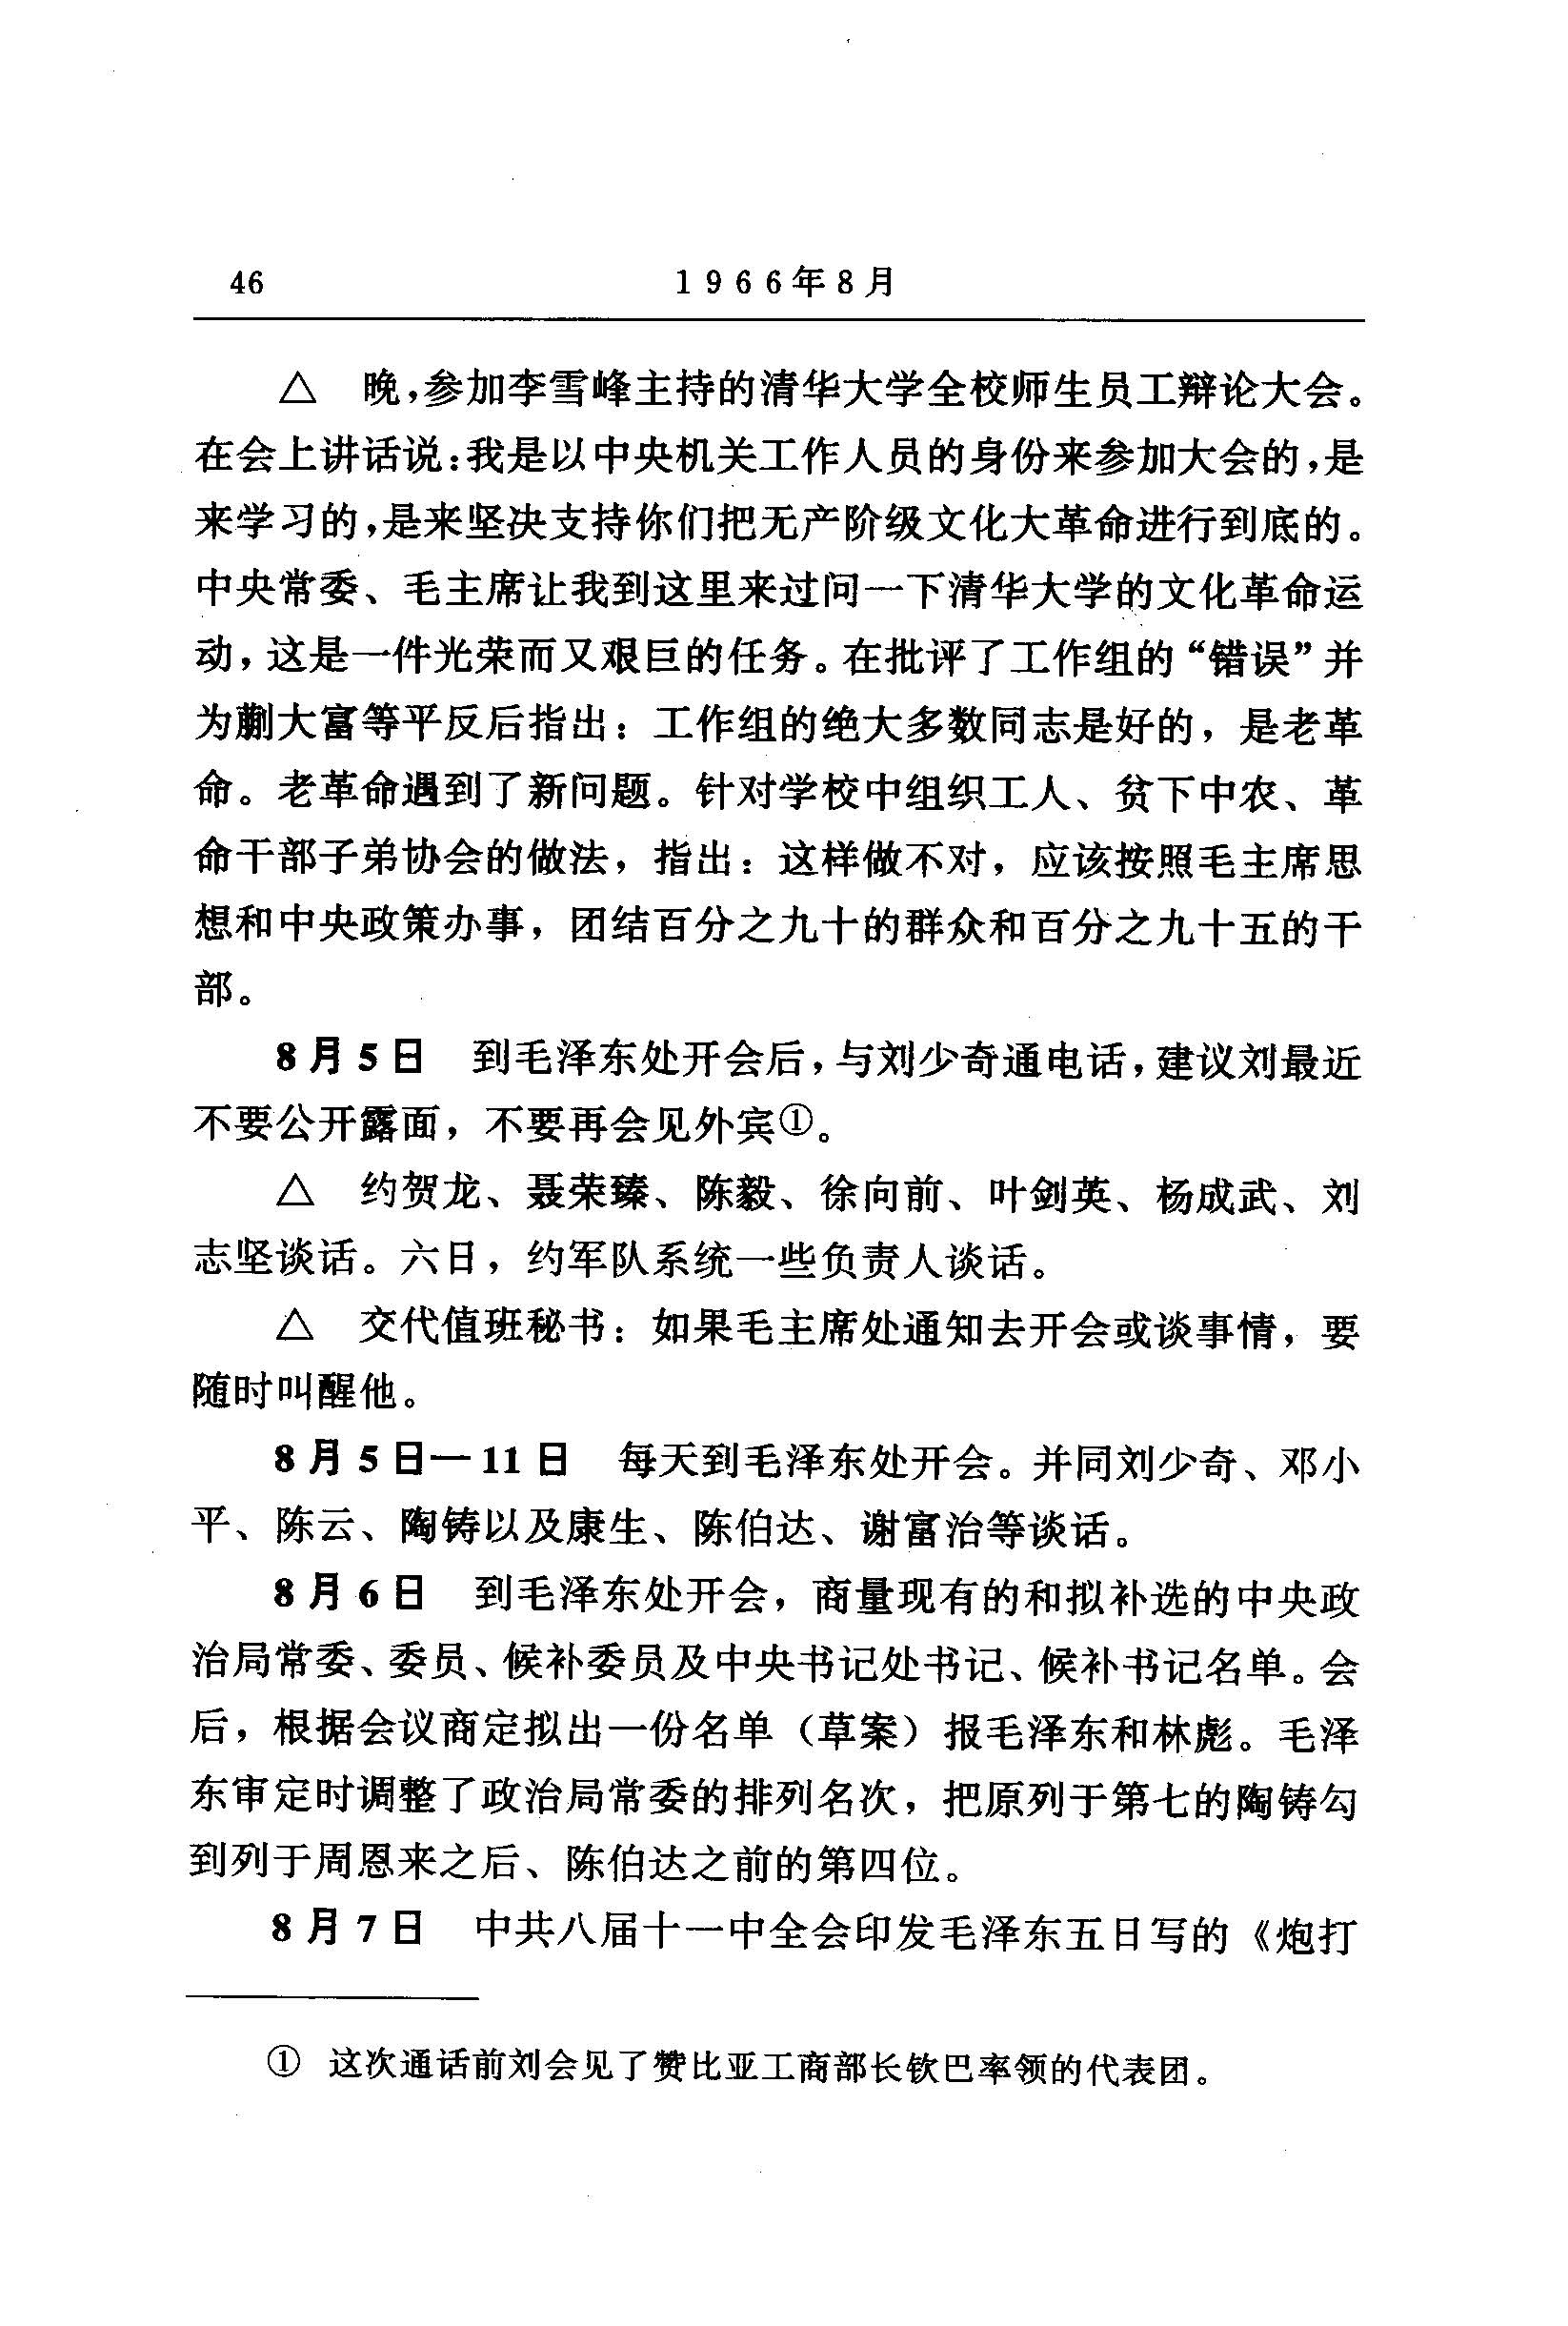 46
1966年8月
△　晚,参加李雪峰主持的清华大学全校师生员工辩论大会。
在会上讲话说:我是以中央机关工作人员的身份来参加大会的,是
来学习的,是来坚决支持你们把无产阶级文化大革命进行到底的。
中央常委、毛主席让我到这里来过问一下清华大学的文化革命运
动,这是一件光荣而又艰巨的任务。在批评了工作组的“错误”并
为蒯大富等平反后指出：工作组的绝大多数同志是好的，是老革
命。老革命遇到了新问题。针对学校中组织工人、贫下中农、革
命干部子弟协会的做法，指出：这样做不对，应该按照毛主席思
想和中央政策办事，团结百分之九十的群众和百分之九十五的干
部。
8月5日　到毛泽东处开会后,与刘少奇通电话,建议刘最近
不要公开露面，不要再会见外宾①。
△　约贺龙、聂荣臻、陈毅、徐向前、叶剑英、杨成武、刘
志坚谈话。六日，约军队系统一些负责人谈话。
△　交代值班秘书：如果毛主席处通知去开会或谈事情，要
随时叫醒他。
8月5日—11日　每天到毛泽东处开会。并同刘少奇、邓小
平、陈云、陶铸以及康生、陈伯达、谢富治等谈话。
8月6日　到毛泽东处开会，商量现有的和拟补选的中央政
治局常委、委员、候补委员及中央书记处书记、候补书记名单。会
后，根据会议商定拟出一份名单（草案）报毛泽东和林彪。毛泽
东审定时调整了政治局常委的排列名次，把原列于第七的陶铸勾
到列于周恩来之后、陈伯达之前的第四位。
8月7日　中共八届十一中全会印发毛泽东五日写的《炮打
①　这次通话前刘会见了赞比亚工商部长钦巴率领的代表团。